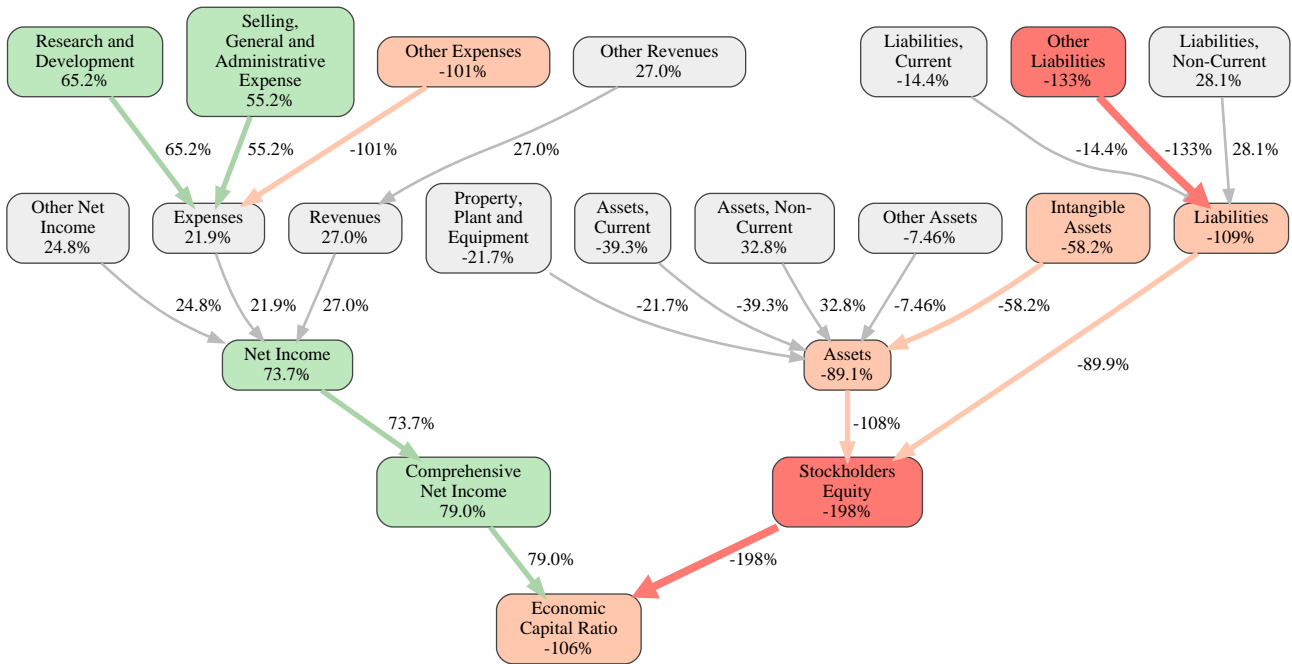 Research and
Development
65.2%
Selling,
General and
Administrative
Expense
55.2%
Other Expenses
-101%
Other Revenues
27.0%
Liabilities,
Current
-14.4%
Other
Liabilities
-133%
Liabilities,
Non-Current
28.1%
65.2%
55.2%
-101%
27.0%
-14.4%
-133%
28.1%
Other Net
Income
24.8%
Expenses
21.9%
Revenues
27.0%
Property,
Plant and
Equipment
-21.7%
Assets,
Current
-39.3%
Assets, Non-
Current
32.8%
Other Assets
-7.46%
Intangible
Assets
-58.2%
Liabilities
-109%
24.8%
21.9%
27.0%
-21.7%
-39.3%
32.8%
-7.46%
-58.2%
Net Income
73.7%
Assets
-89.1%
-89.9%
73.7%
-108%
Comprehensive
Net Income
79.0%
Stockholders
Equity
-198%
79.0%
-198%
Economic
Capital Ratio
-106%